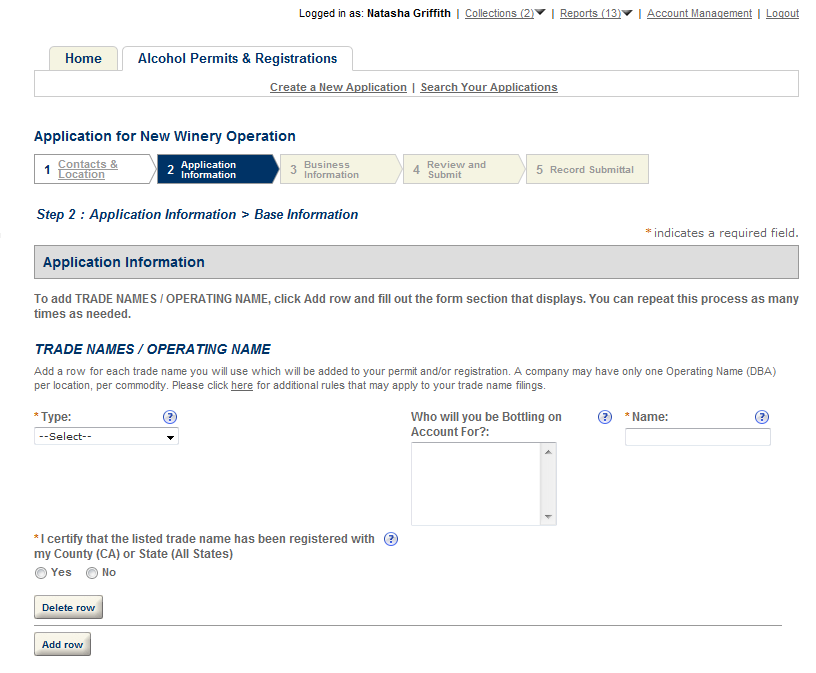 Logged in as: Natasha Griffith | Collections (2) | Reports (13) | Account Management | Logout
Home Alcohol Permits & Registrations
Create a New Application | Search Your Applications
Application for New Winery Operation
1 Contacts & Location 2 Application Information 3 Business Information 4 Review and Submit 5 Record Submittal
Step 2 : Application Information > Base Information
* indicates a required field.
Application Information
To add TRADE NAMES / OPERATING NAME, click Add row and fill out the form section that displays. You can repeat this process as many
times as needed.
TRADE NAMES / OPERATING NAME
Add a row for each trade name you will use which will be added to your permit and/or registration. A company may have only one Operating Name (DBA)
per location, per commodity. Please click here for additional rules that may apply to your trade name filings.
* Type: ? Who will you be Bottling on Account For?: ? * Name: ?
--Select--
* I certify that the listed trade name has been registered with ?
my County (CA) or State (All States)
Yes No
Delete row
Add row